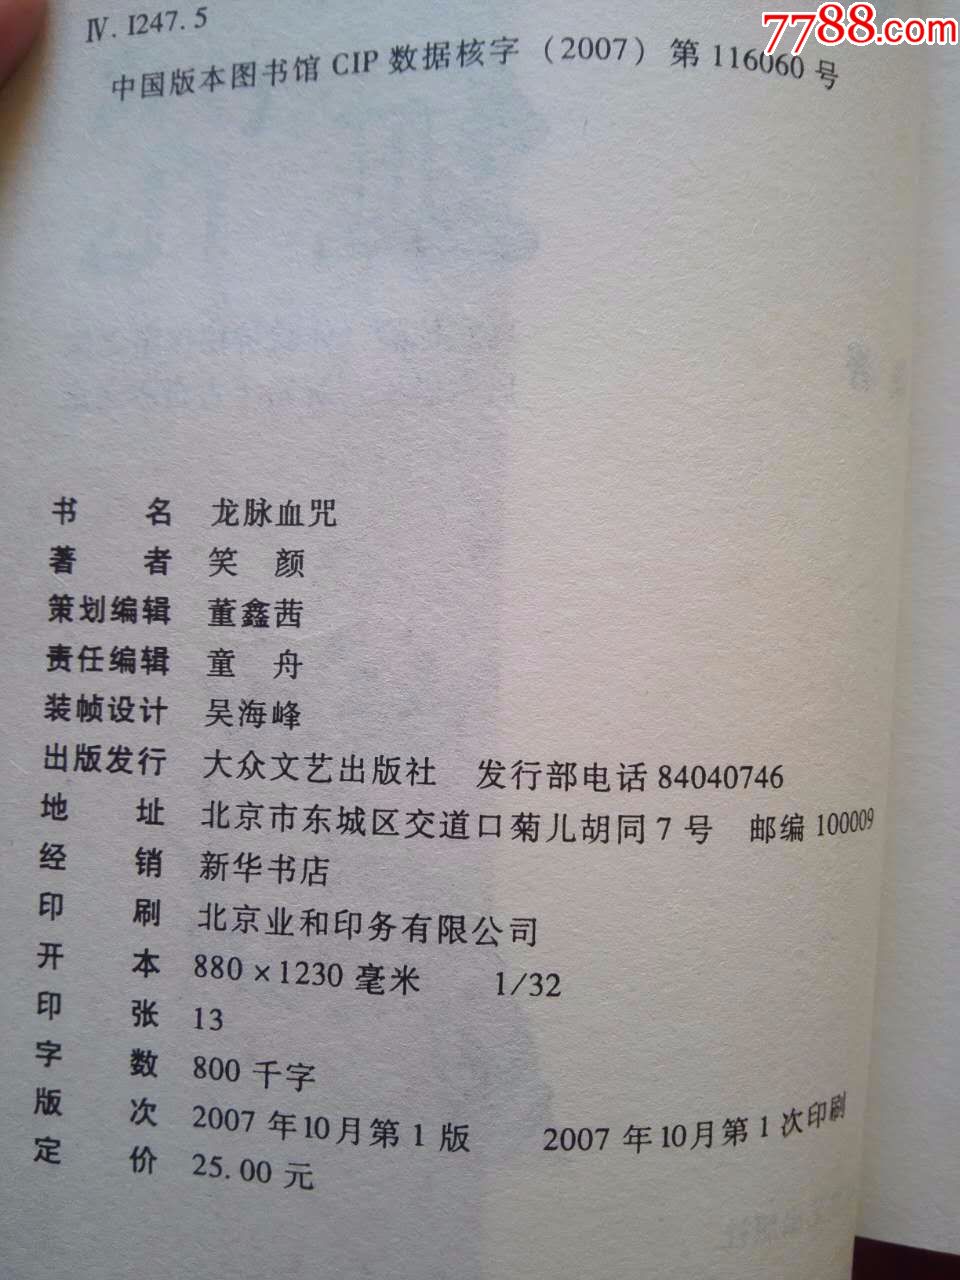 7788.com
Ⅳ. I247. 5
中国版本图书馆 CIP 数据核字（2007）第 116060 号
书 名 龙脉血咒
著 者 笑 颜
策划编辑 董鑫茜
责任编辑 童 舟
装帧设计 吴海峰
出版发行 大众文艺出版社 发行部电话 84040746
地 址 北京市东城区交道口菊儿胡同 7 号 邮编 100009
经 销 新华书店
印 刷 北京业和印务有限公司
开 本 880 × 1230 毫米 1/32
印 张 13
字 数 800 千字
版 次 2007 年 10 月第 1 版 2007 年 10 月第 1 次印刷
定 价 25. 00 元